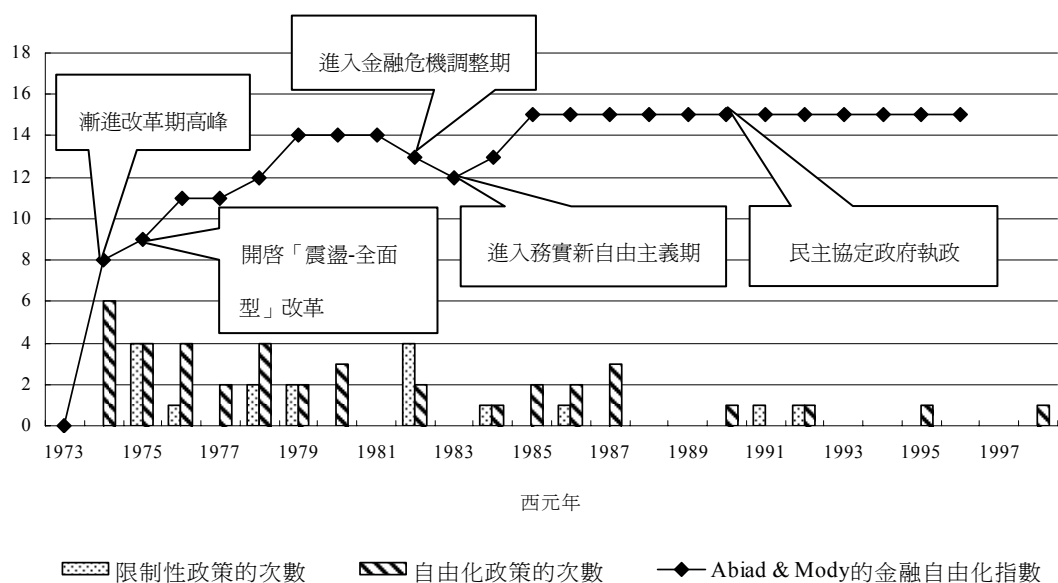 18
16
14
12
10
8
6
4
2
0
進入金融危機調整期
漸進改革期高峰
開啓「震盪-全面
型」改革
進入務實新自由主義期
民主協定政府執政
1973 1975 1977 1979 1981 1983 1985 1987 1989 1991 1993 1995 1997
西元年
限制性政策的次數 自由化政策的次數 Abiad & Mody的金融自由化指數